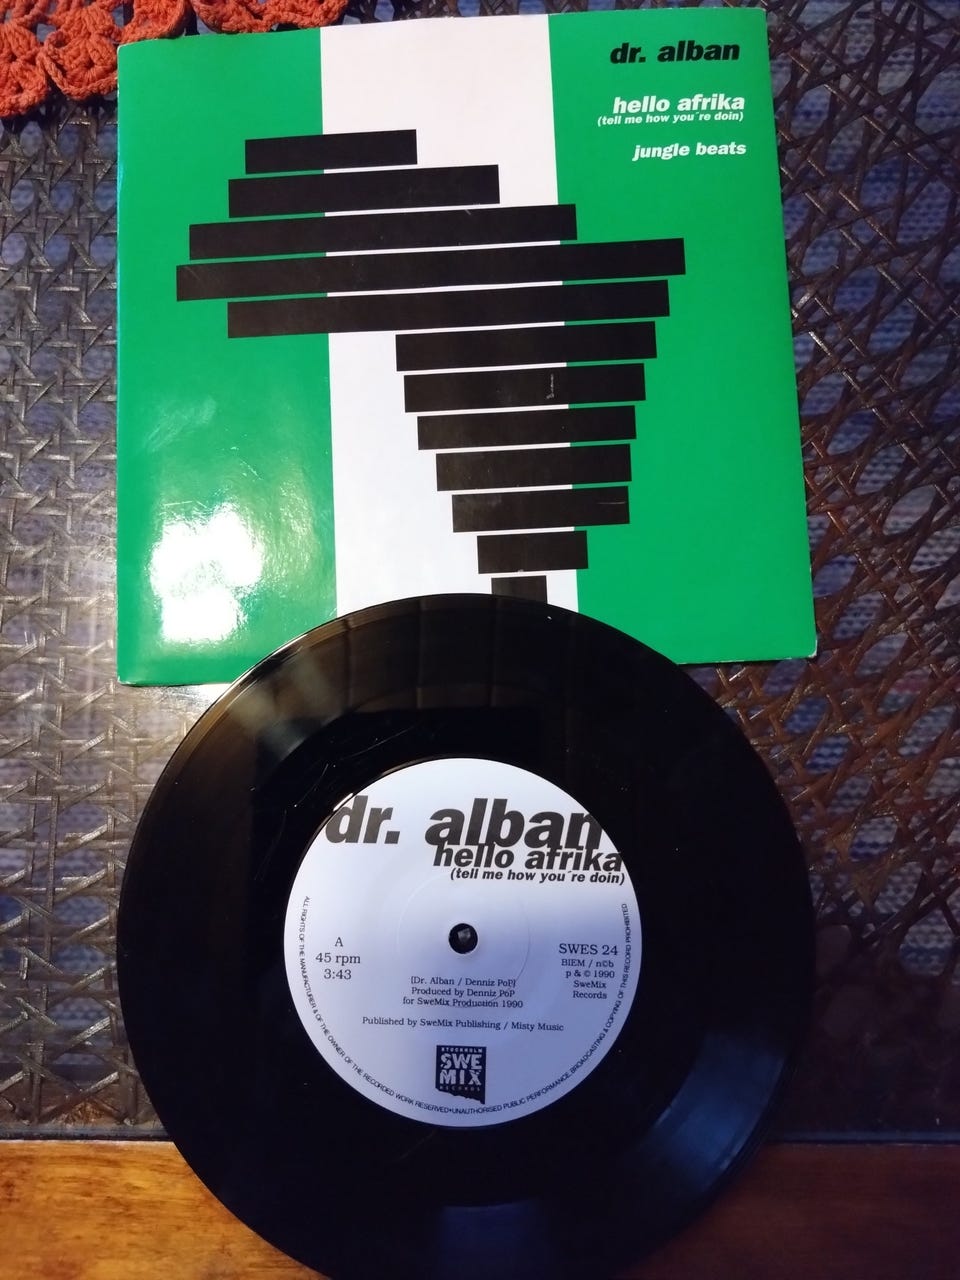 dr. alban
hello afrika
(tell me how you´re doin)
jungle beats
dr. alban
hello afrika
(tell me how you´re doin)
A
45 rpm
3:43
SWES 24
BIEM / n©b
p & © 1990
SweMix
Records
(Dr. Alban / Denniz PoP)
Produced by Denniz PoP
for SweMix Production 1990
Published by SweMix Publishing / Misty Music
STOCKHOLM
SWE
MIX
RECORDS
ALL RIGHTS OF THE MANUFACTURER & OF THE OWNER OF THE RECORDED WORK RESERVED•UNAUTHORISED PUBLIC PERFORMANCE, BROADCASTING & COPYING OF THIS RECORD PROHIBITED